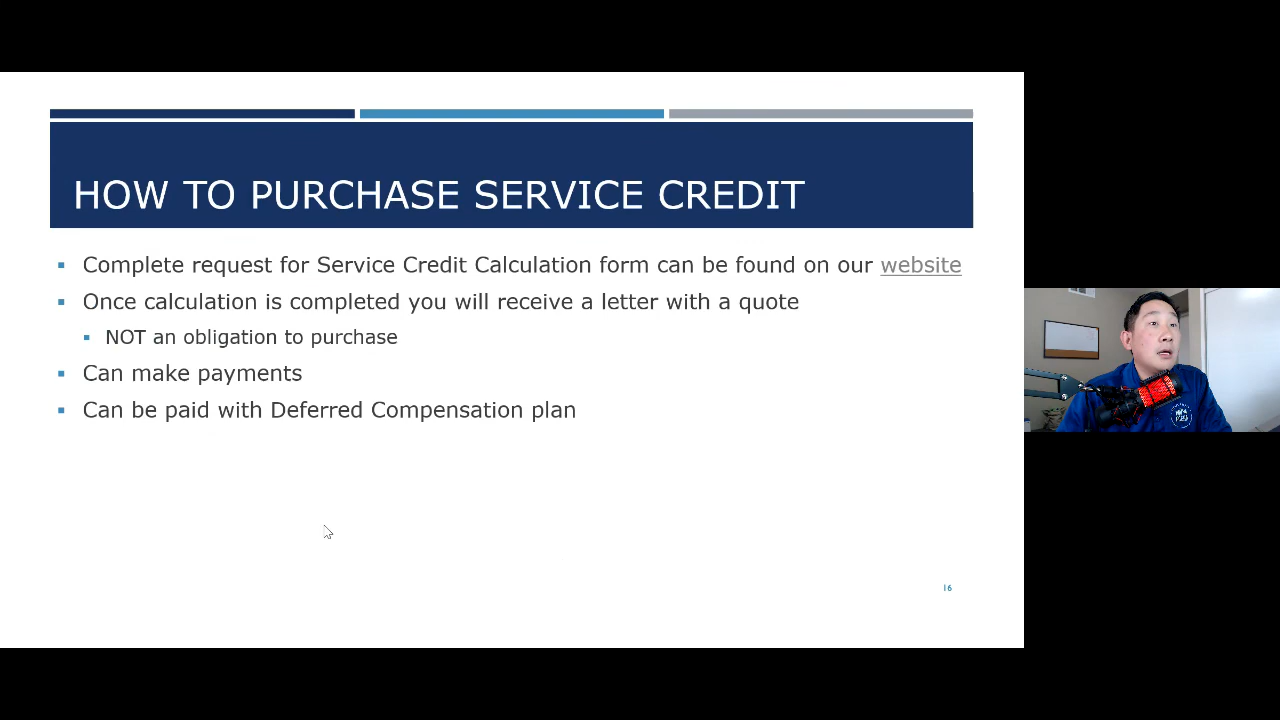 HOW TO PURCHASE SERVICE CREDIT
Complete request for Service Credit Calculation form can be found on our website
Once calculation is completed you will receive a letter with a quote
NOT an obligation to purchase
Can make payments
Can be paid with Deferred Compensation plan
16